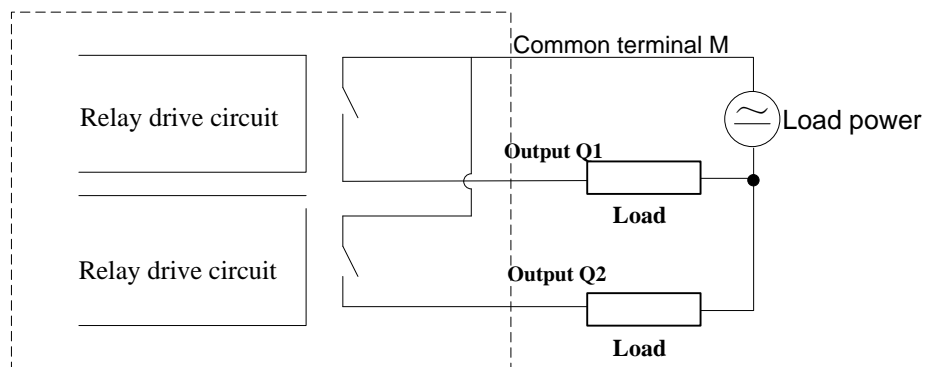 Common terminal M
Relay drive circuit
Load power
Output Q1
Load
Relay drive circuit
Output Q2
Load